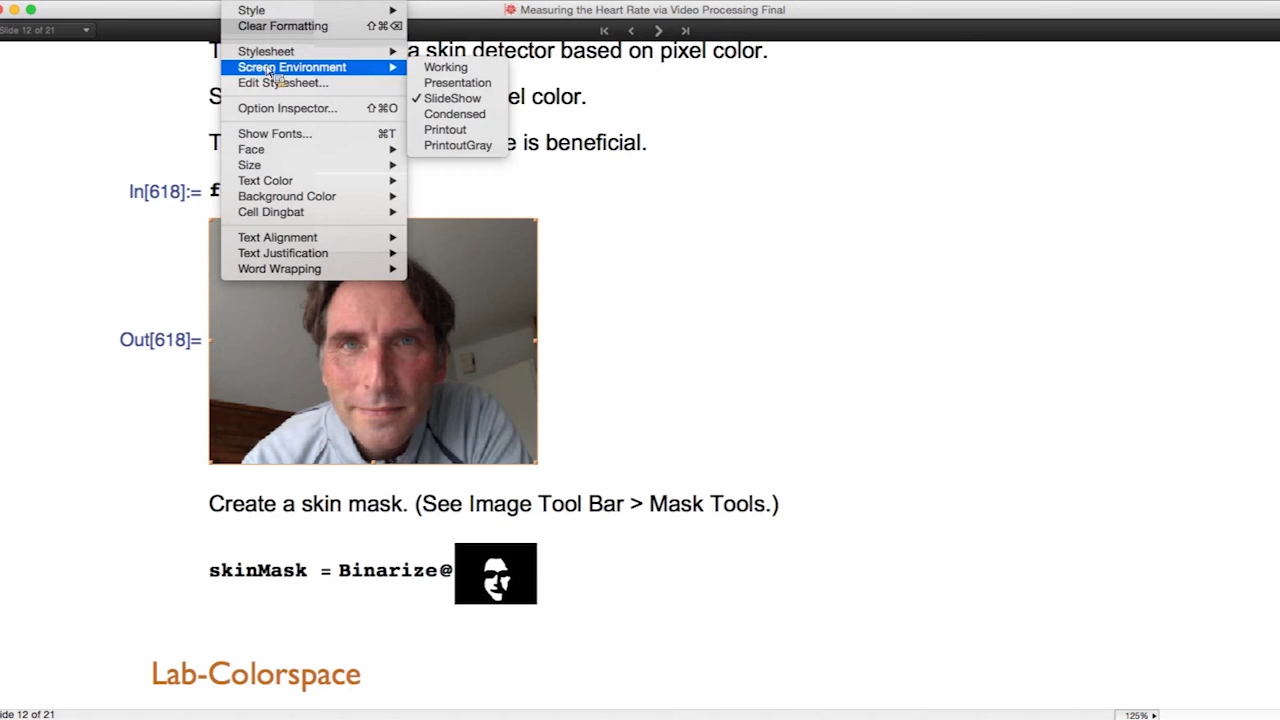 Measuring the Heart Rate via Video Processing Final
Slide 12 of 21
Style
Clear Formatting ⇧⌘⌫
Stylesheet
Screen Environment
Edit Stylesheet...
Option Inspector... ⇧⌘O
Show Fonts... ⌘T
Face
Size
Text Color
Background Color
Cell Dingbat
Text Alignment
Text Justification
Word Wrapping
Working
Presentation
✓ SlideShow
Condensed
Printout
PrintoutGray
a skin detector based on pixel color.
el color.
e is beneficial.
In[618]:= f
Out[618]=
Create a skin mask. (See Image Tool Bar > Mask Tools.)
skinMask = Binarize@
Lab-Colorspace
ide 12 of 21
125%